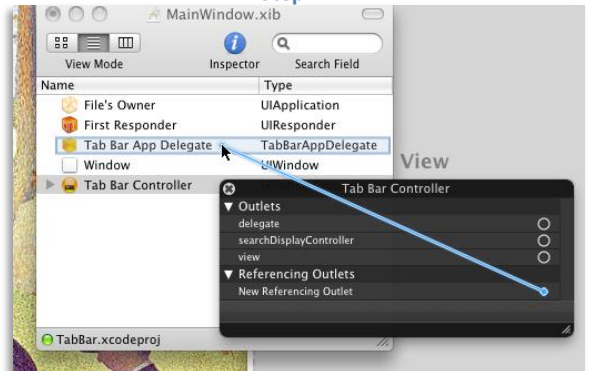 MainWindow.xib
View Mode Inspector Search Field
Name Type
File's Owner UIApplication
First Responder UIResponder
Tab Bar App Delegate TabBarAppDelegate
Window UIWindow
Tab Bar Controller
View
Tab Bar Controller
Outlets
delegate
searchDisplayController
view
Referencing Outlets
New Referencing Outlet
TabBar.xcodeproj